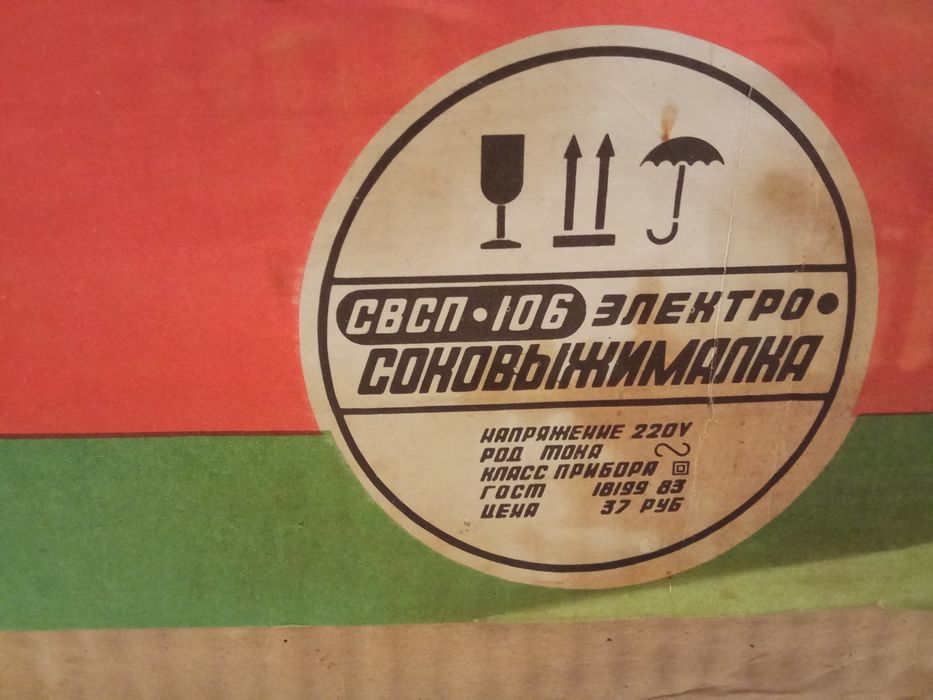 СВСП·106 ЭЛЕКТРО•
СОКОВЫЖИМАЛКА
НАПРЯЖЕНИЕ 220V
РОД ТОКА ~
КЛАСС ПРИБОРА
ГОСТ 18199 83
ЦЕНА 37 РУБ